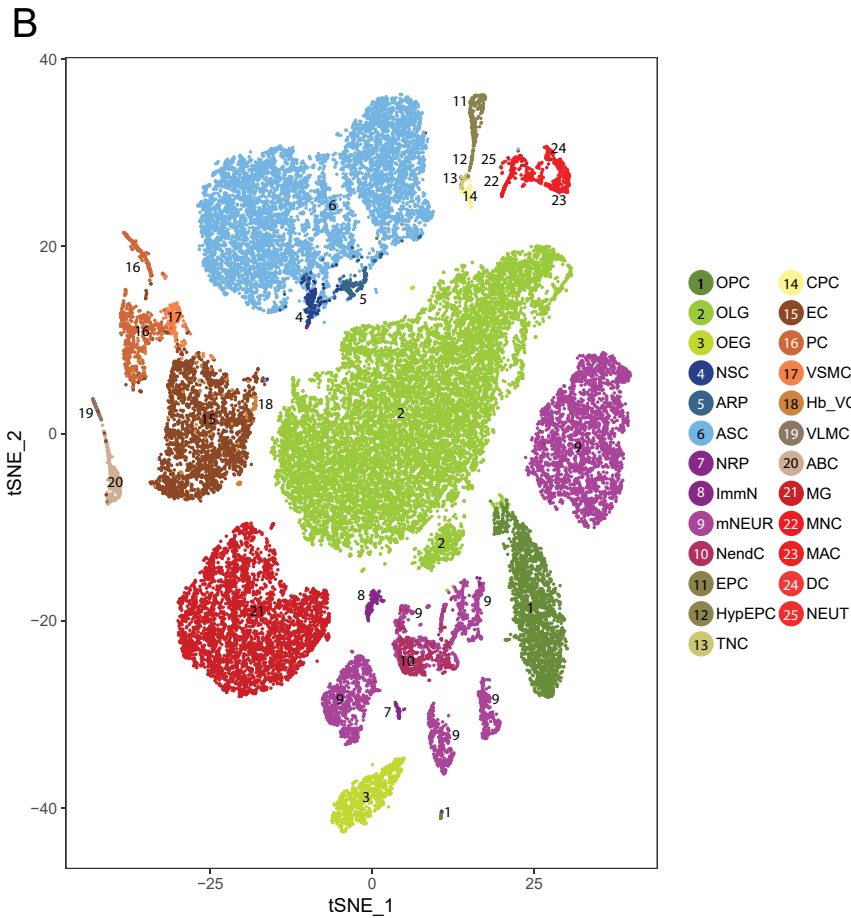 B
40
11
24
12 25
13
22
14
23
6
20
16
4
5
17
16
1 OPC 14 CPC
2 OLG 15 EC
3 OEG 16 PC
4 NSC 17 VSMC
5 ARP 18 Hb_VC
6 ASC 19 VLMC
7 NRP 20 ABC
8 ImmN 21 MG
9 mNEUR 22 MNC
10 NendC 23 MAC
11 EPC 24 DC
12 HypEPC 25 NEUT
13 TNC
19
18
15
2
9
0
tSNE_2
20
2
8
9
9
21
1
−20
10
9
7
9
9
3
1
−40
−25 0 25
tSNE_1